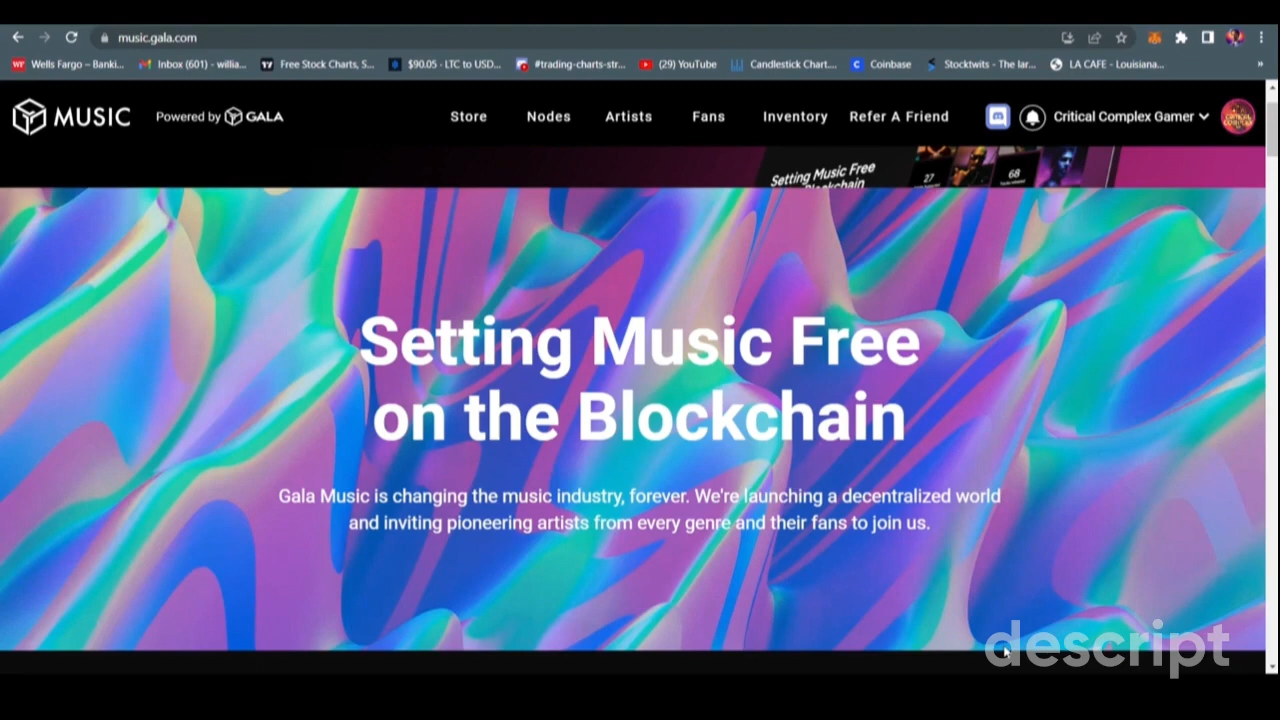 music.gala.com
Wells Fargo – Banki... Inbox (601) - willia... Free Stock Charts, S... $90.05 - LTC to USD... #trading-charts-str... (29) YouTube Candlestick Chart.... Coinbase Stocktwits - The lar... LA CAFE - Louisiana... »
MUSIC Powered by GALA Store Nodes Artists Fans Inventory Refer A Friend Critical Complex Gamer
Setting Music Free
Blockchain
27 68
Setting Music Free
on the Blockchain
Gala Music is changing the music industry, forever. We're launching a decentralized world
and inviting pioneering artists from every genre and their fans to join us.
descript